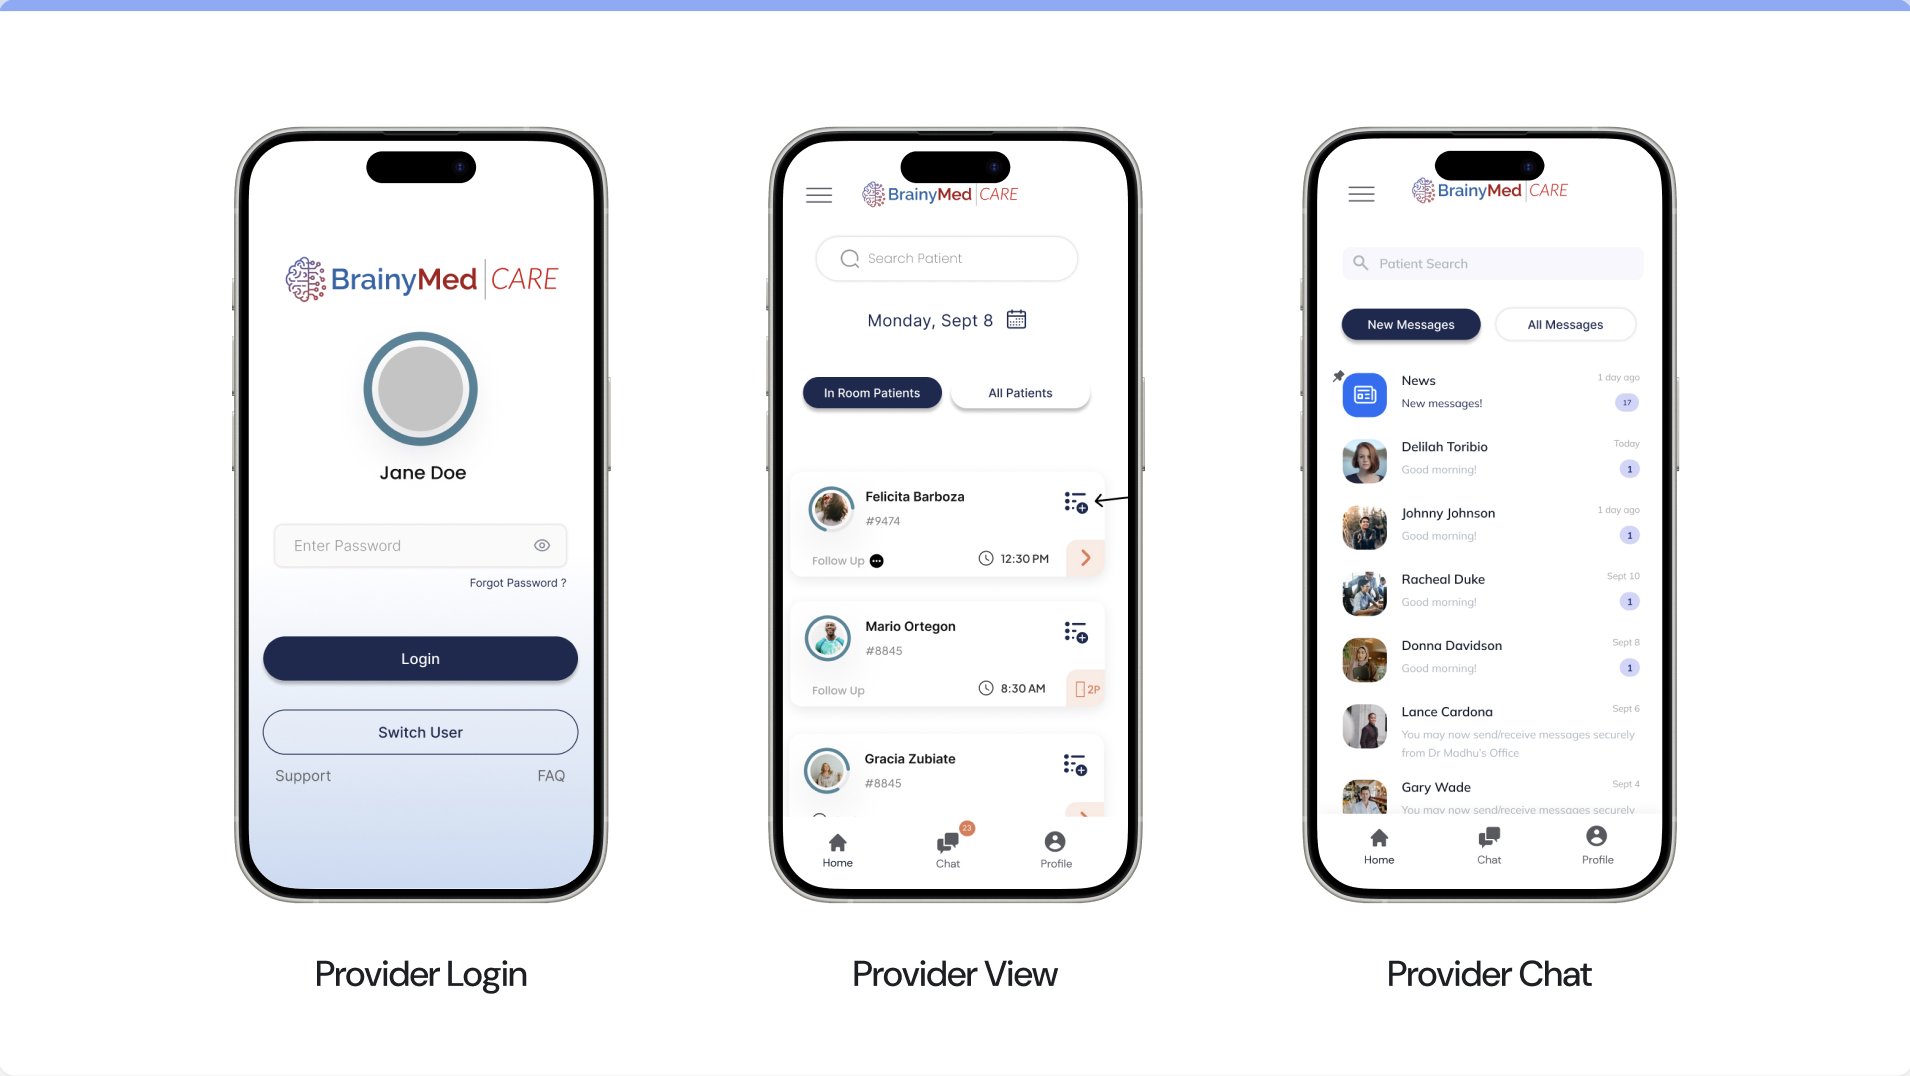 BrainyMed CARE
Jane Doe
Enter Password
Forgot Password ?
Login
Switch User
Support FAQ
Provider Login
BrainyMed CARE
Search Patient
Monday, Sept 8
In Room Patients All Patients
Felicita Barboza
#9474
Follow Up 12:30 PM
Mario Ortegon
#8845
Follow Up 8:30 AM 2P
Gracia Zubiate
#8845
23
Home Chat Profile
Provider View
BrainyMed CARE
Patient Search
New Messages All Messages
News 1 day ago
New messages! 17
Delilah Toribio Today
Good morning! 1
Johnny Johnson 1 day ago
Good morning! 1
Racheal Duke Sept 10
Good morning! 1
Donna Davidson Sept 8
Good morning! 1
Lance Cardona Sept 6
You may now send/receive messages securely
from Dr Madhu's Office
Gary Wade Sept 4
You may now send/receive messages securely
Home Chat Profile
Provider Chat